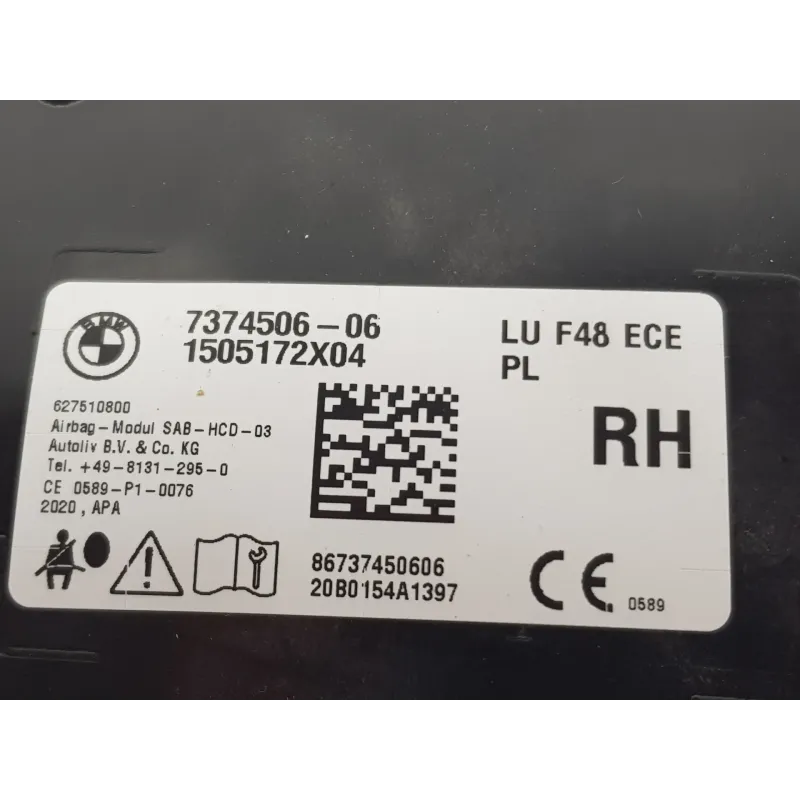 BMW
7374506-06
1505172X04
LU F48 ECE
PL
RH
627510800
Airbag-Modul SAB-HCD-03
Autoliv B.V. & Co. KG
Tel. +49-8131-295-0
CE 0589-P1-0076
2020, APA
86737450606
20B0154A1397
CE 0589